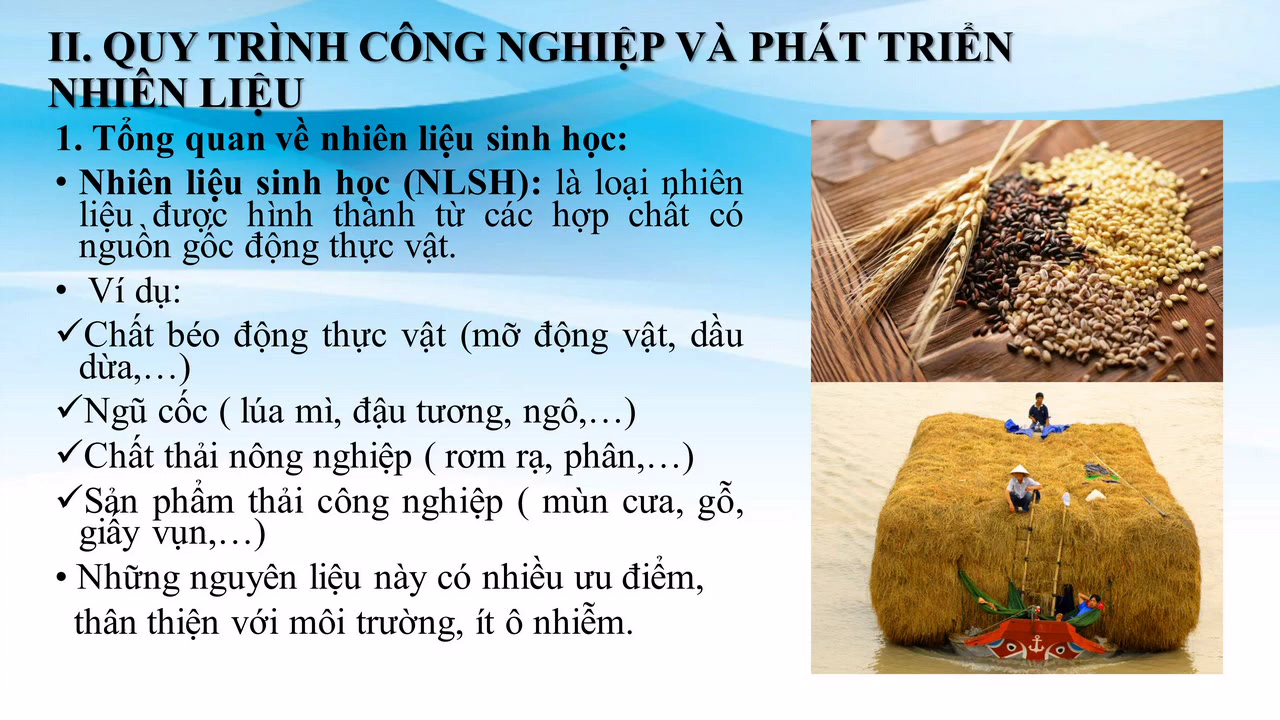 II. QUY TRÌNH CÔNG NGHIỆP VÀ PHÁT TRIỂN
NHIÊN LIỆU
1. Tổng quan về nhiên liệu sinh học:
• Nhiên liệu sinh học (NLSH): là loại nhiên
liệu được hình thành từ các hợp chất có
nguồn gốc động thực vật.
• Ví dụ:
✓Chất béo động thực vật (mỡ động vật, dầu
dừa,…)
✓Ngũ cốc ( lúa mì, đậu tương, ngô,…)
✓Chất thải nông nghiệp ( rơm rạ, phân,…)
✓Sản phẩm thải công nghiệp ( mùn cưa, gỗ,
giấy vụn,…)
• Những nguyên liệu này có nhiều ưu điểm,
thân thiện với môi trường, ít ô nhiễm.